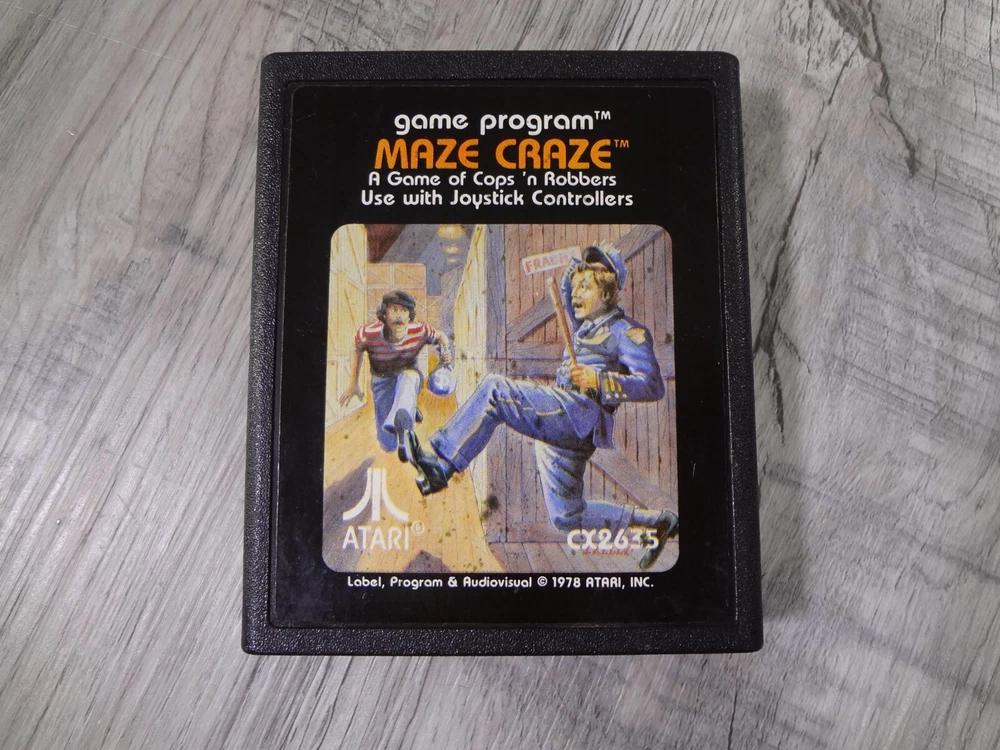 game program™
MAZE CRAZE™
A Game of Cops 'n Robbers
Use with Joystick Controllers
ATARI®
CX2635
Label, Program & Audiovisual © 1978 ATARI, INC.